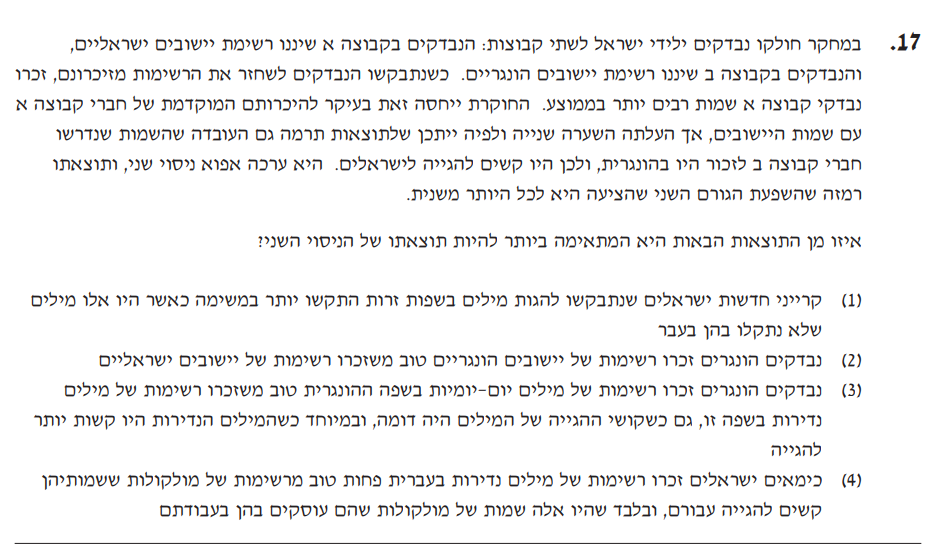 17. במחקר חולקו נבדקים ילידי ישראל לשתי קבוצות: הנבדקים בקבוצה א שיננו רשימת יישובים ישראליים,
והנבדקים בקבוצה ב שיננו רשימת יישובים הונגריים. כשנתבקשו הנבדקים לשחזר את הרשימות מזיכרונם, זכרו
נבדקי קבוצה א שמות רבים יותר בממוצע. החוקרת ייחסה זאת בעיקר להיכרותם המוקדמת של חברי קבוצה א
עם שמות היישובים, אך העלתה השערה שנייה ולפיה ייתכן שלתוצאות תרמה גם העובדה שהשמות שנדרשו
חברי קבוצה ב לזכור היו בהונגרית, ולכן היו קשים להגייה לישראלים. היא ערכה אפוא ניסוי שני, ותוצאתו
רמזה שהשפעת הגורם השני שהציעה היא לכל היותר משנית.
איזו מן התוצאות הבאות היא המתאימה ביותר להיות תוצאתו של הניסוי השני?
(1) קרייני חדשות ישראלים שנתבקשו להגות מילים בשפות זרות התקשו יותר במשימה כאשר היו אלו מילים
שלא נתקלו בהן בעבר
(2) נבדקים הונגרים זכרו רשימות של יישובים הונגריים טוב משזכרו רשימות של יישובים ישראליים
(3) נבדקים הונגרים זכרו רשימות של מילים יום-יומיות בשפה ההונגרית טוב משזכרו רשימות של מילים
נדירות בשפה זו, גם כשקושי ההגייה של המילים היה דומה, ובמיוחד כשהמילים הנדירות היו קשות יותר
להגייה
(4) כימאים ישראלים זכרו רשימות של מילים נדירות בעברית פחות טוב מרשימות של מולקולות ששמותיהן
קשים להגייה עבורם, ובלבד שהיו אלה שמות של מולקולות שהם עוסקים בהן בעבודתם